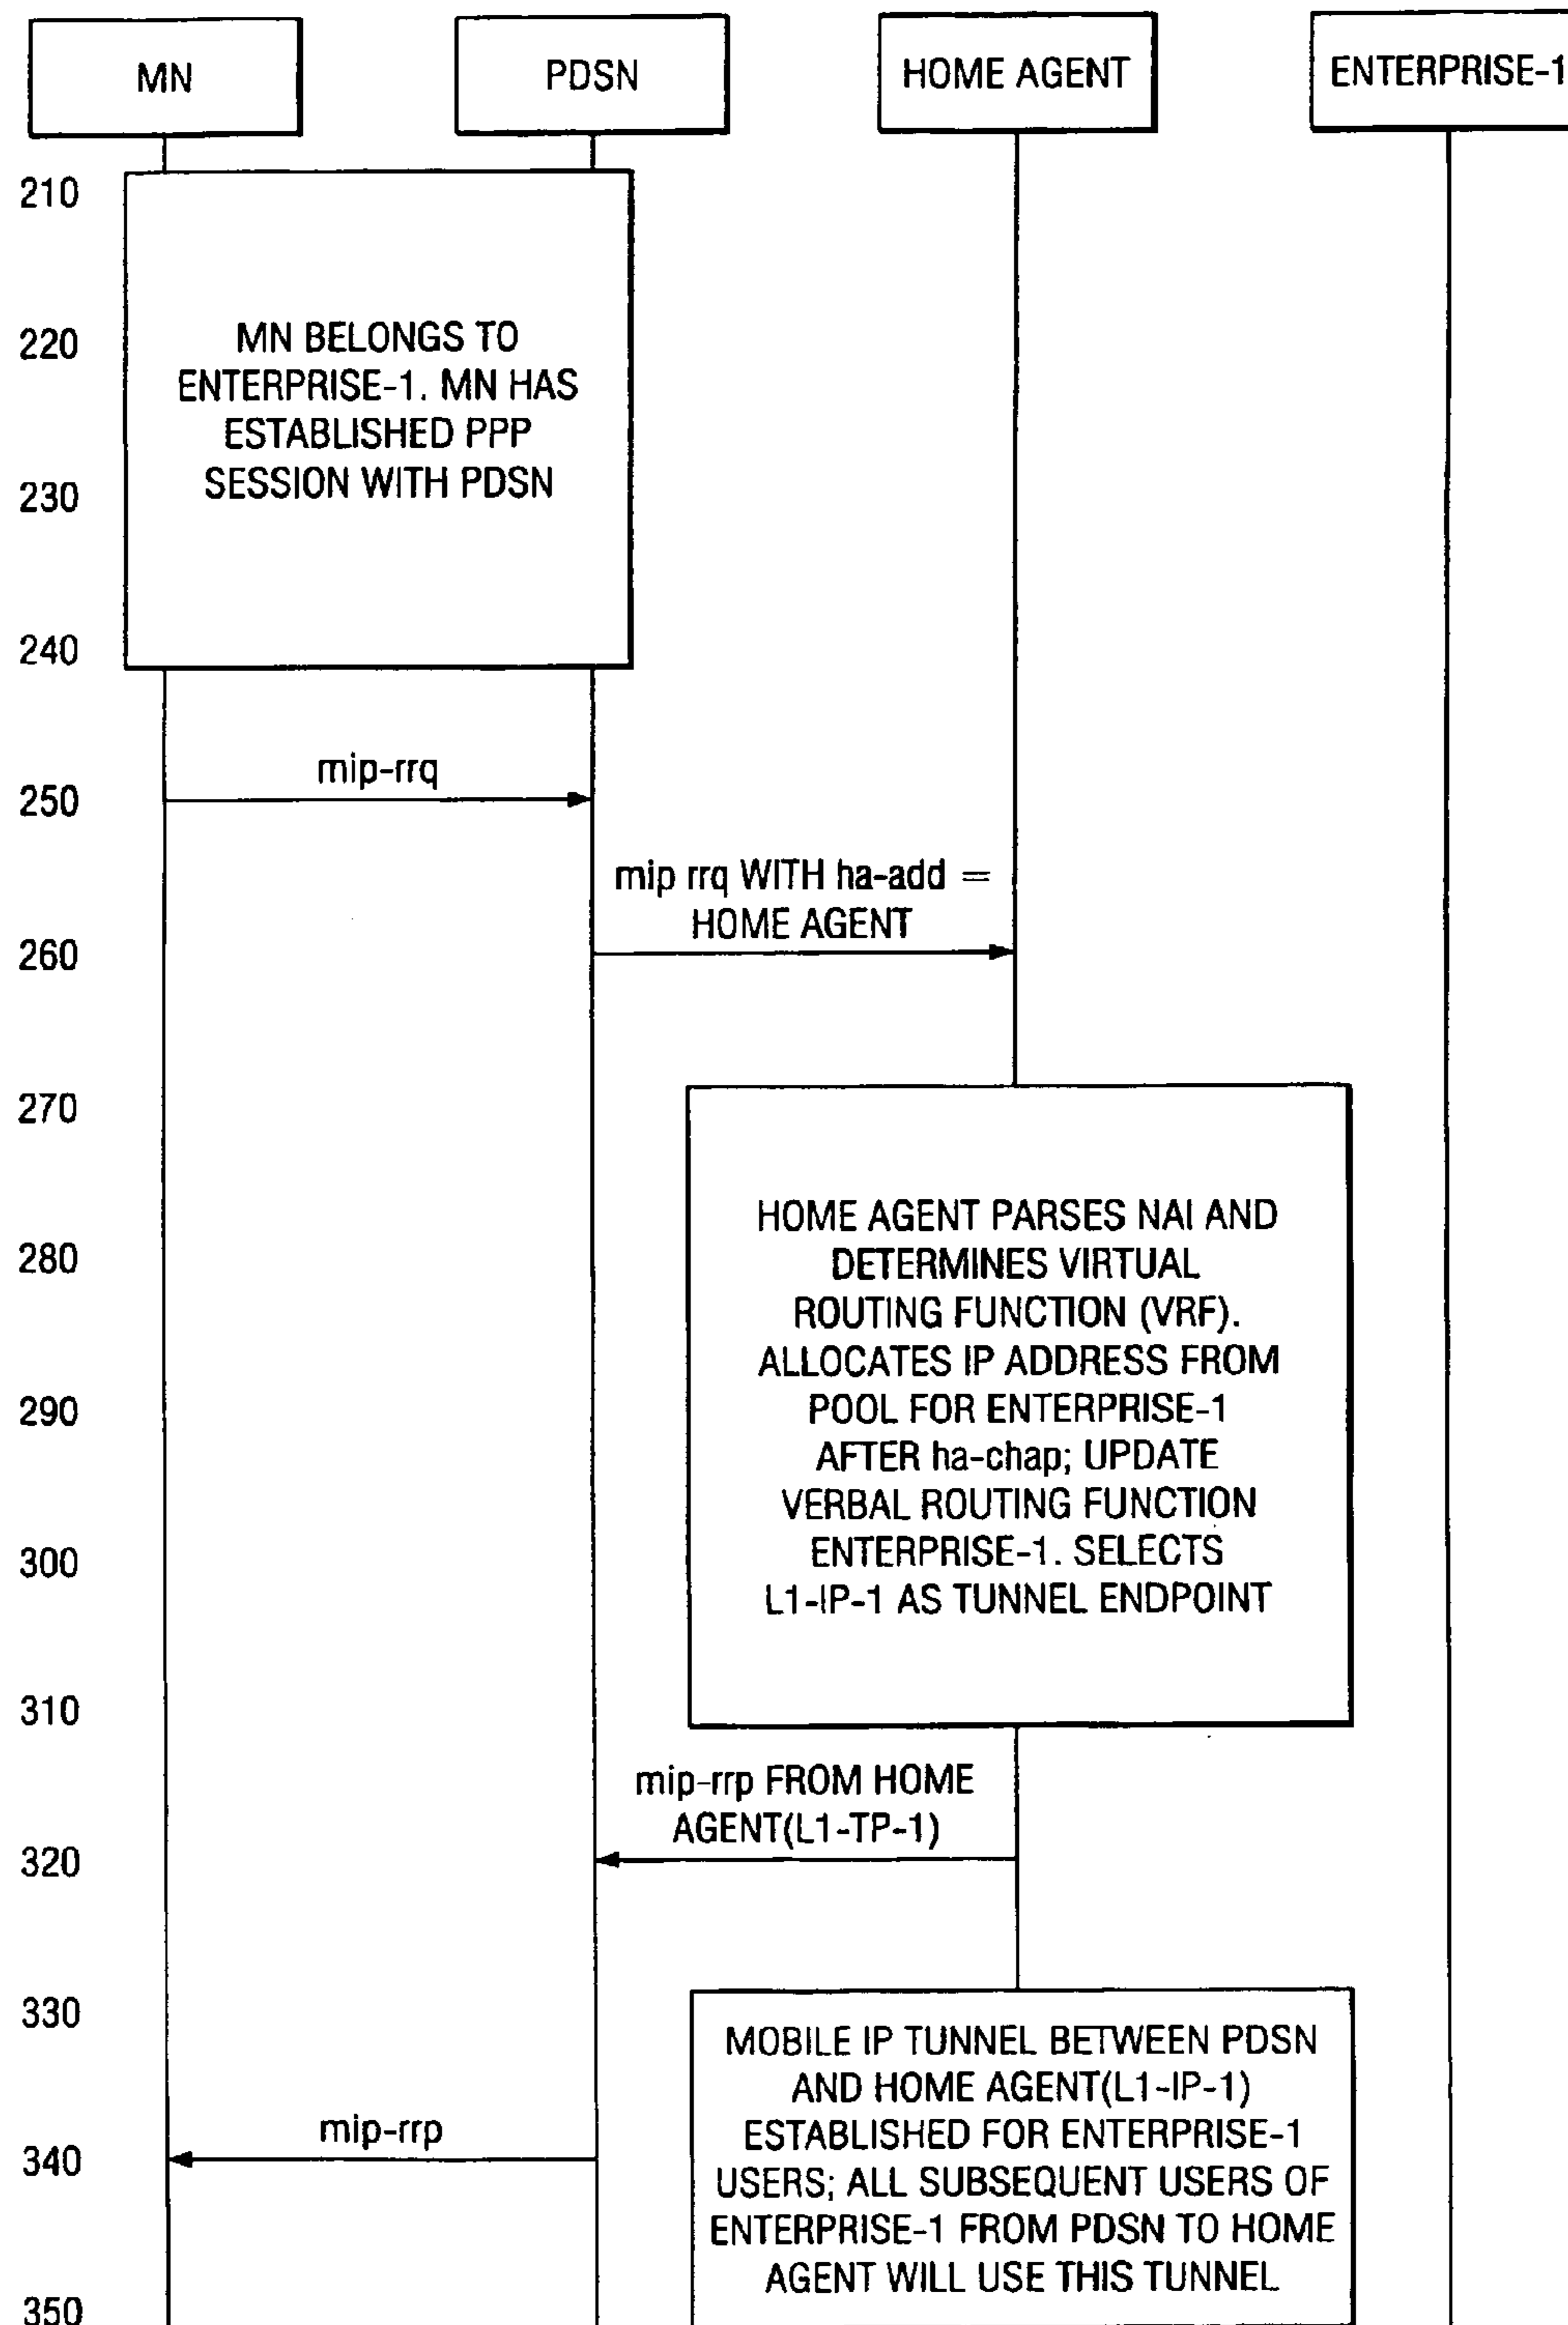 MN
PDSN
HOME AGENT
ENTERPRISE-1
210
220
230
240
MN BELONGS TO
ENTERPRISE-1. MN HAS
ESTABLISHED PPP
SESSION WITH PDSN
mip-rrq
250
mip rrq WITH ha-add =
HOME AGENT
260
270
280
290
300
310
HOME AGENT PARSES NAI AND
DETERMINES VIRTUAL
ROUTING FUNCTION (VRF).
ALLOCATES IP ADDRESS FROM
POOL FOR ENTERPRISE-1
AFTER ha-chap; UPDATE
VERBAL ROUTING FUNCTION
ENTERPRISE-1. SELECTS
L1-IP-1 AS TUNNEL ENDPOINT
mip-rrp FROM HOME
AGENT(L1-TP-1)
320
330
MOBILE IP TUNNEL BETWEEN PDSN
AND HOME AGENT(L1-IP-1)
ESTABLISHED FOR ENTERPRISE-1
USERS; ALL SUBSEQUENT USERS OF
ENTERPRISE-1 FROM PDSN TO HOME
AGENT WILL USE THIS TUNNEL
mip-rrp
340
350